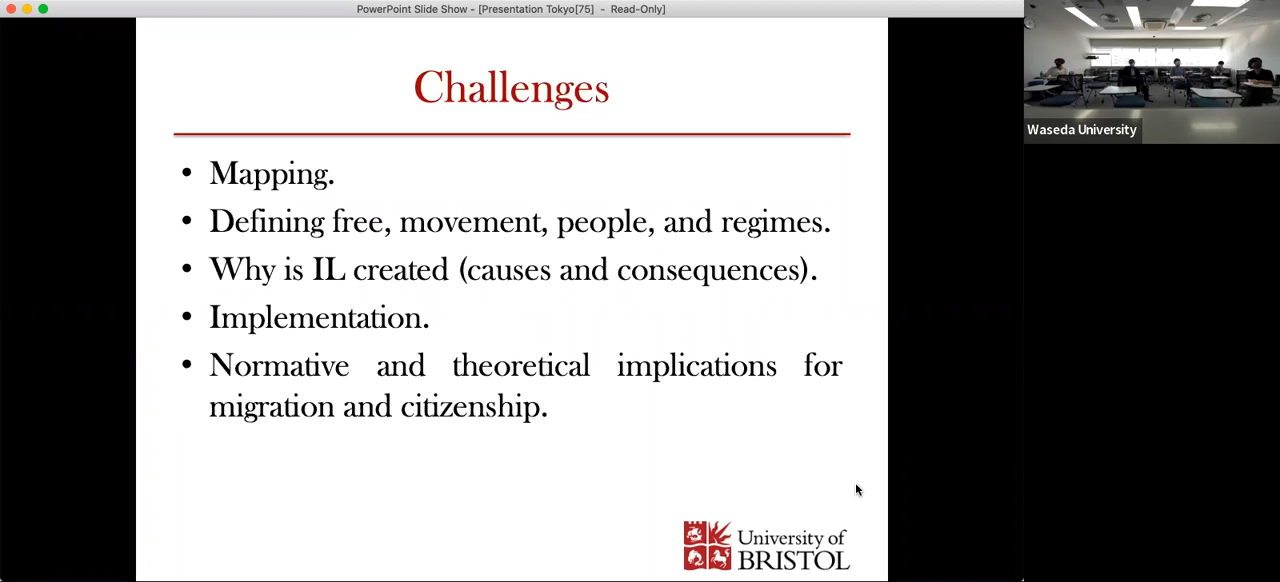 PowerPoint Slide Show - [Presentation Tokyo[75] - Read-Only]
Challenges
• Mapping.
• Defining free, movement, people, and regimes.
• Why is IL created (causes and consequences).
• Implementation.
• Normative and theoretical implications for
migration and citizenship.
University of
BRISTOL
Waseda University